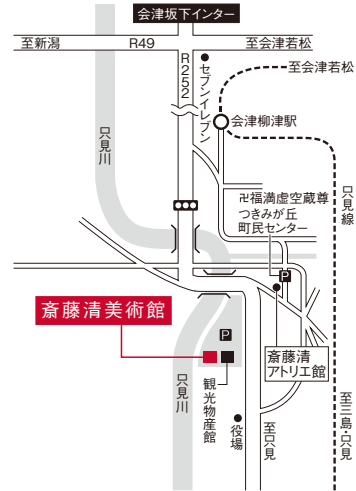 会津坂下インター
至新潟
R49
至会津若松
R252
セブンイレブン
至会津若松
会津柳津駅
只見川
卍福満虚空蔵尊
つきみが丘
町民センター
只見線
P
斎藤清美術館
P
斎藤清
アトリエ館
只見川
観光物産館
役場
至只見
至三島・只見